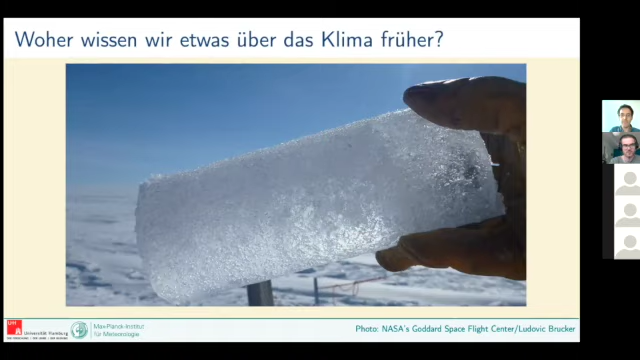 Woher wissen wir etwas über das Klima früher?
Universität Hamburg
Max-Planck-Institut
für Meteorologie
Photo: NASA's Goddard Space Flight Center/Ludovic Brucker